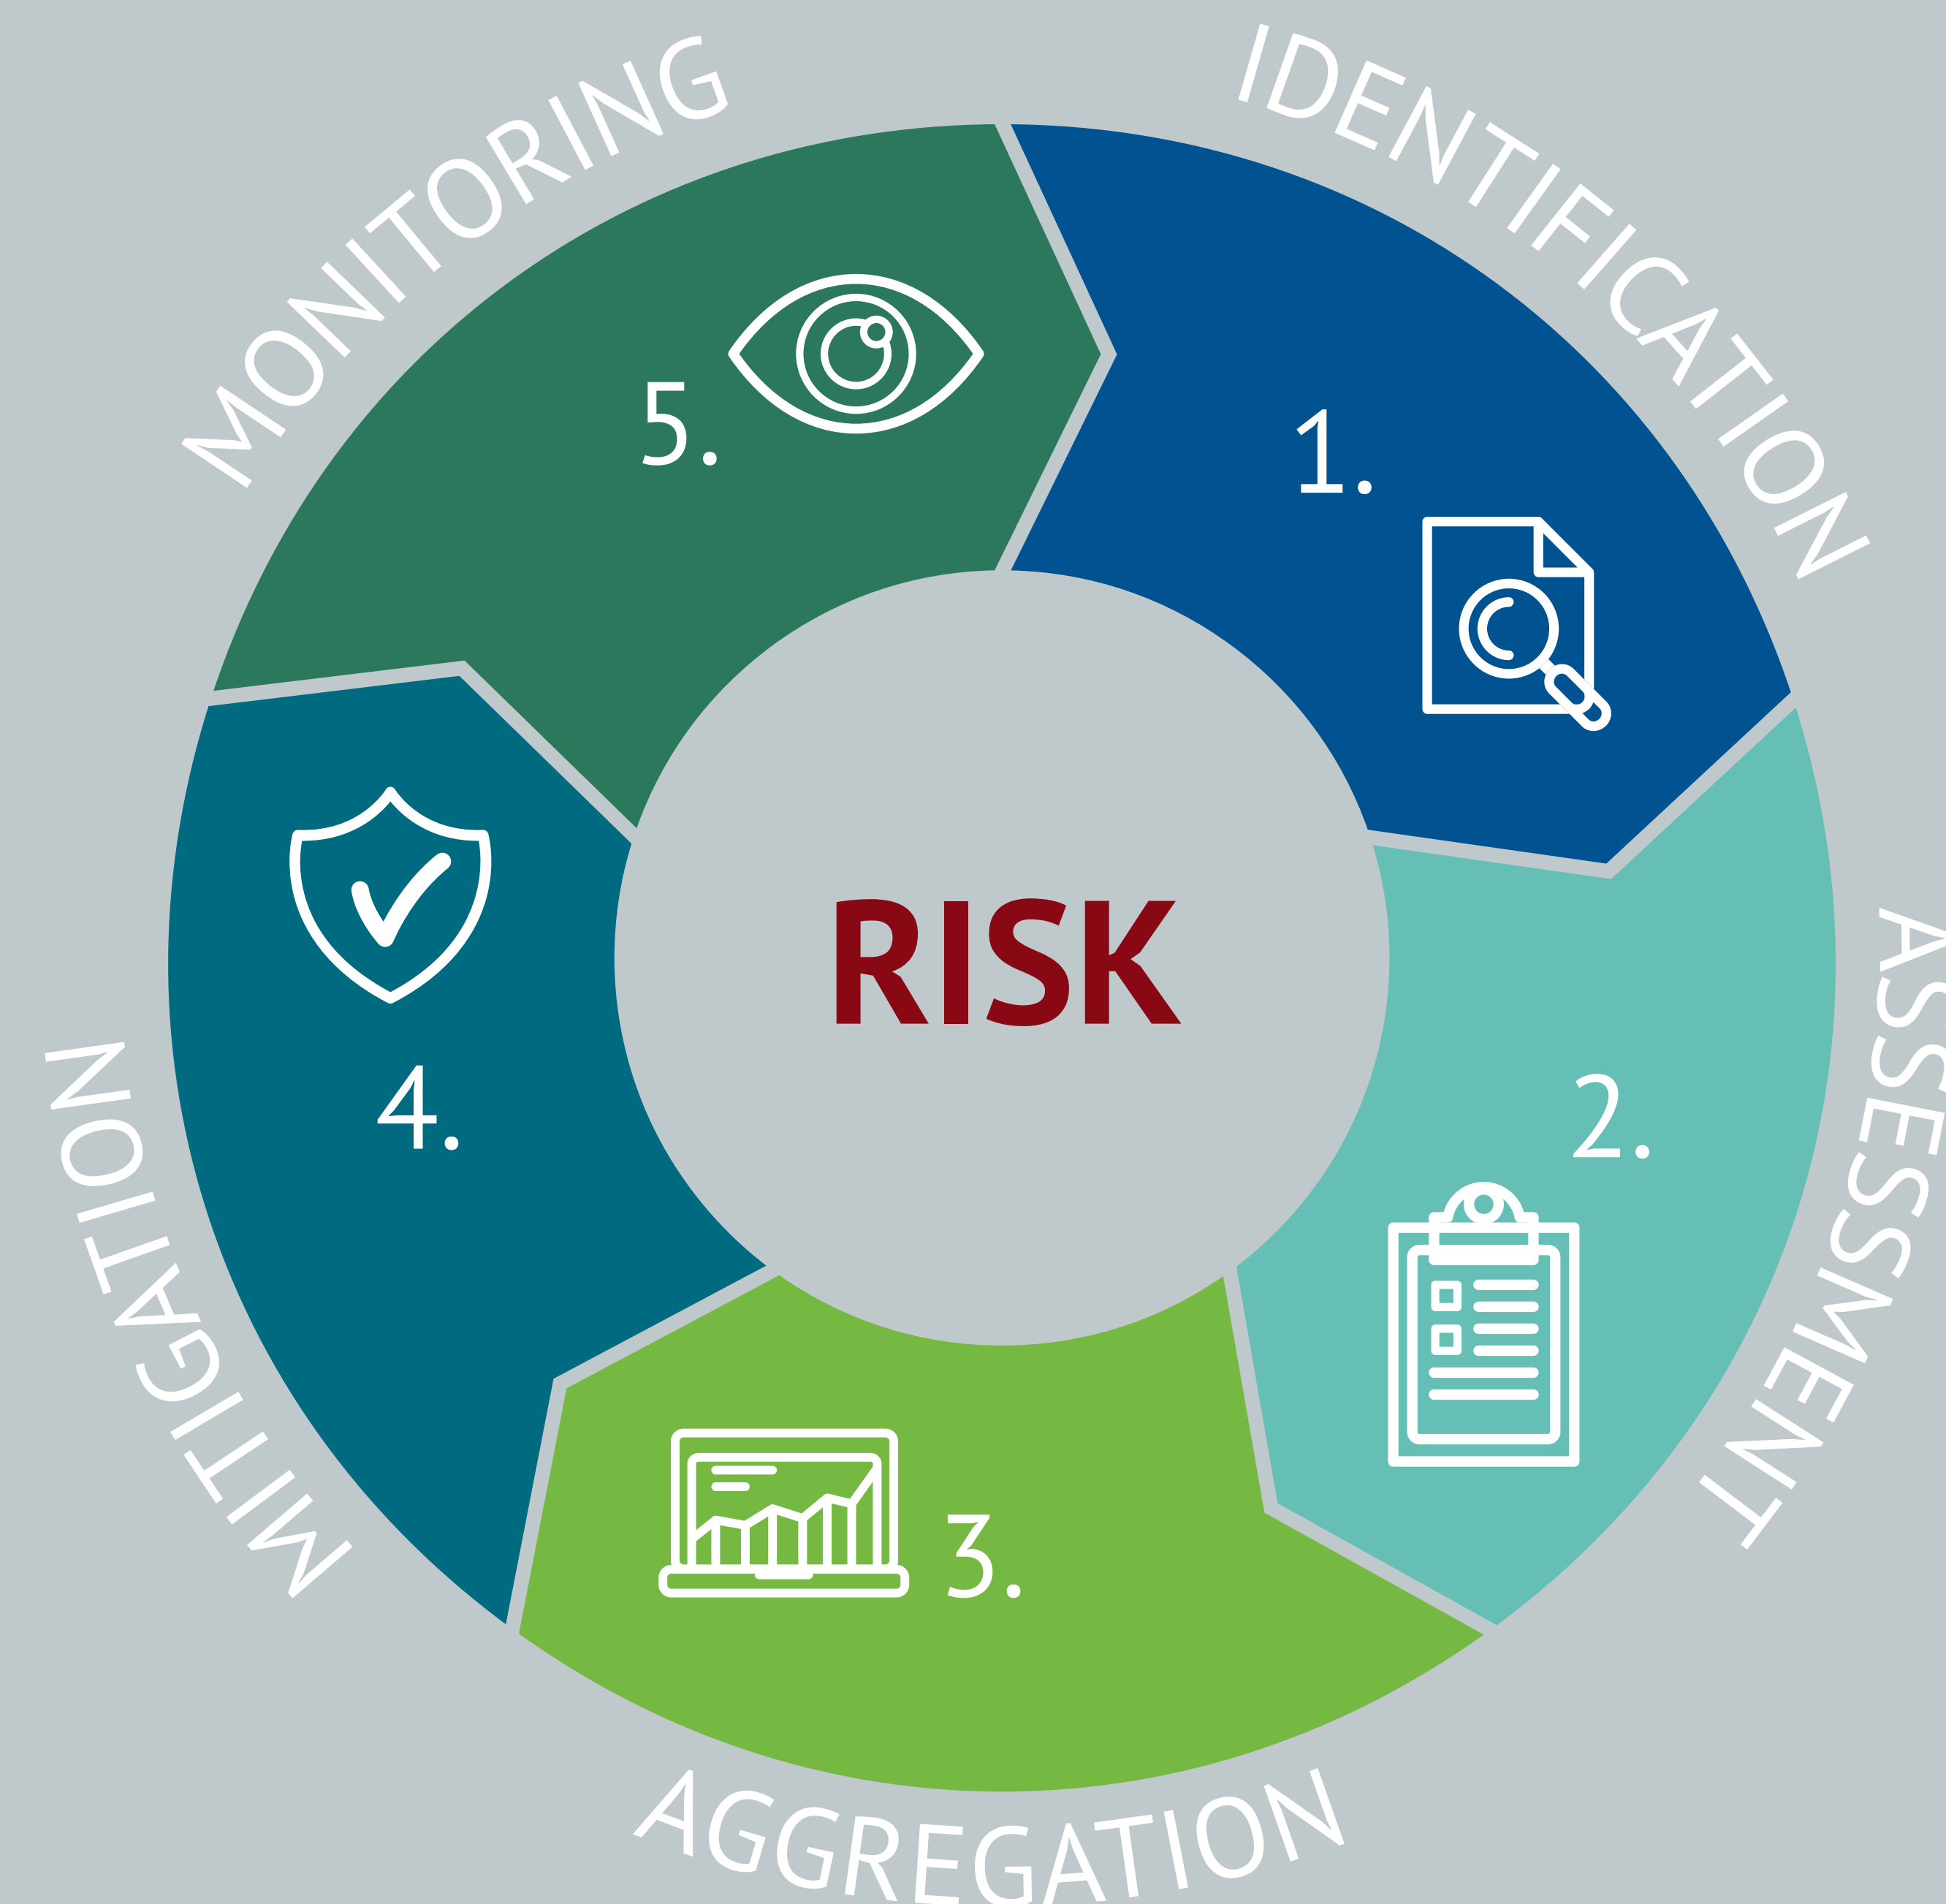 IDENTIFICATION
1.
ASSESSMENT
2.
AGGREGATION
3.
MITIGATION
4.
MONITORING
5.
RISK